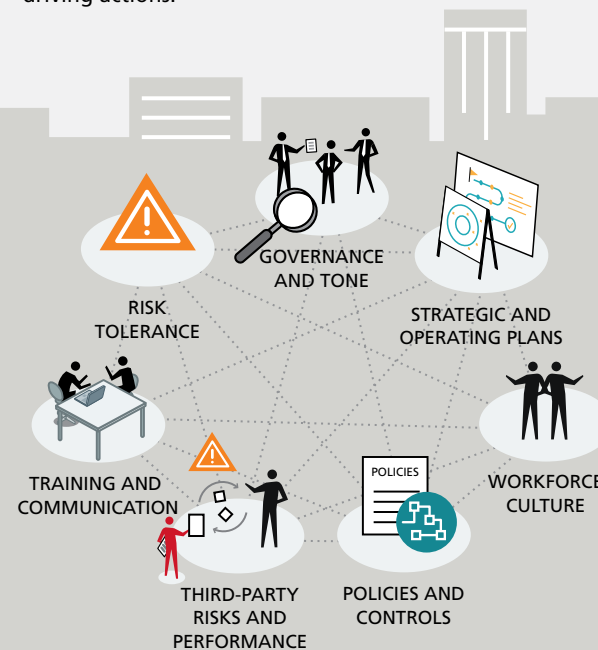 driving actions.
GOVERNANCE
AND TONE
RISK
TOLERANCE
STRATEGIC AND
OPERATING PLANS
TRAINING AND
COMMUNICATION
POLICIES
WORKFORCE
CULTURE
THIRD-PARTY
RISKS AND
PERFORMANCE
POLICIES AND
CONTROLS